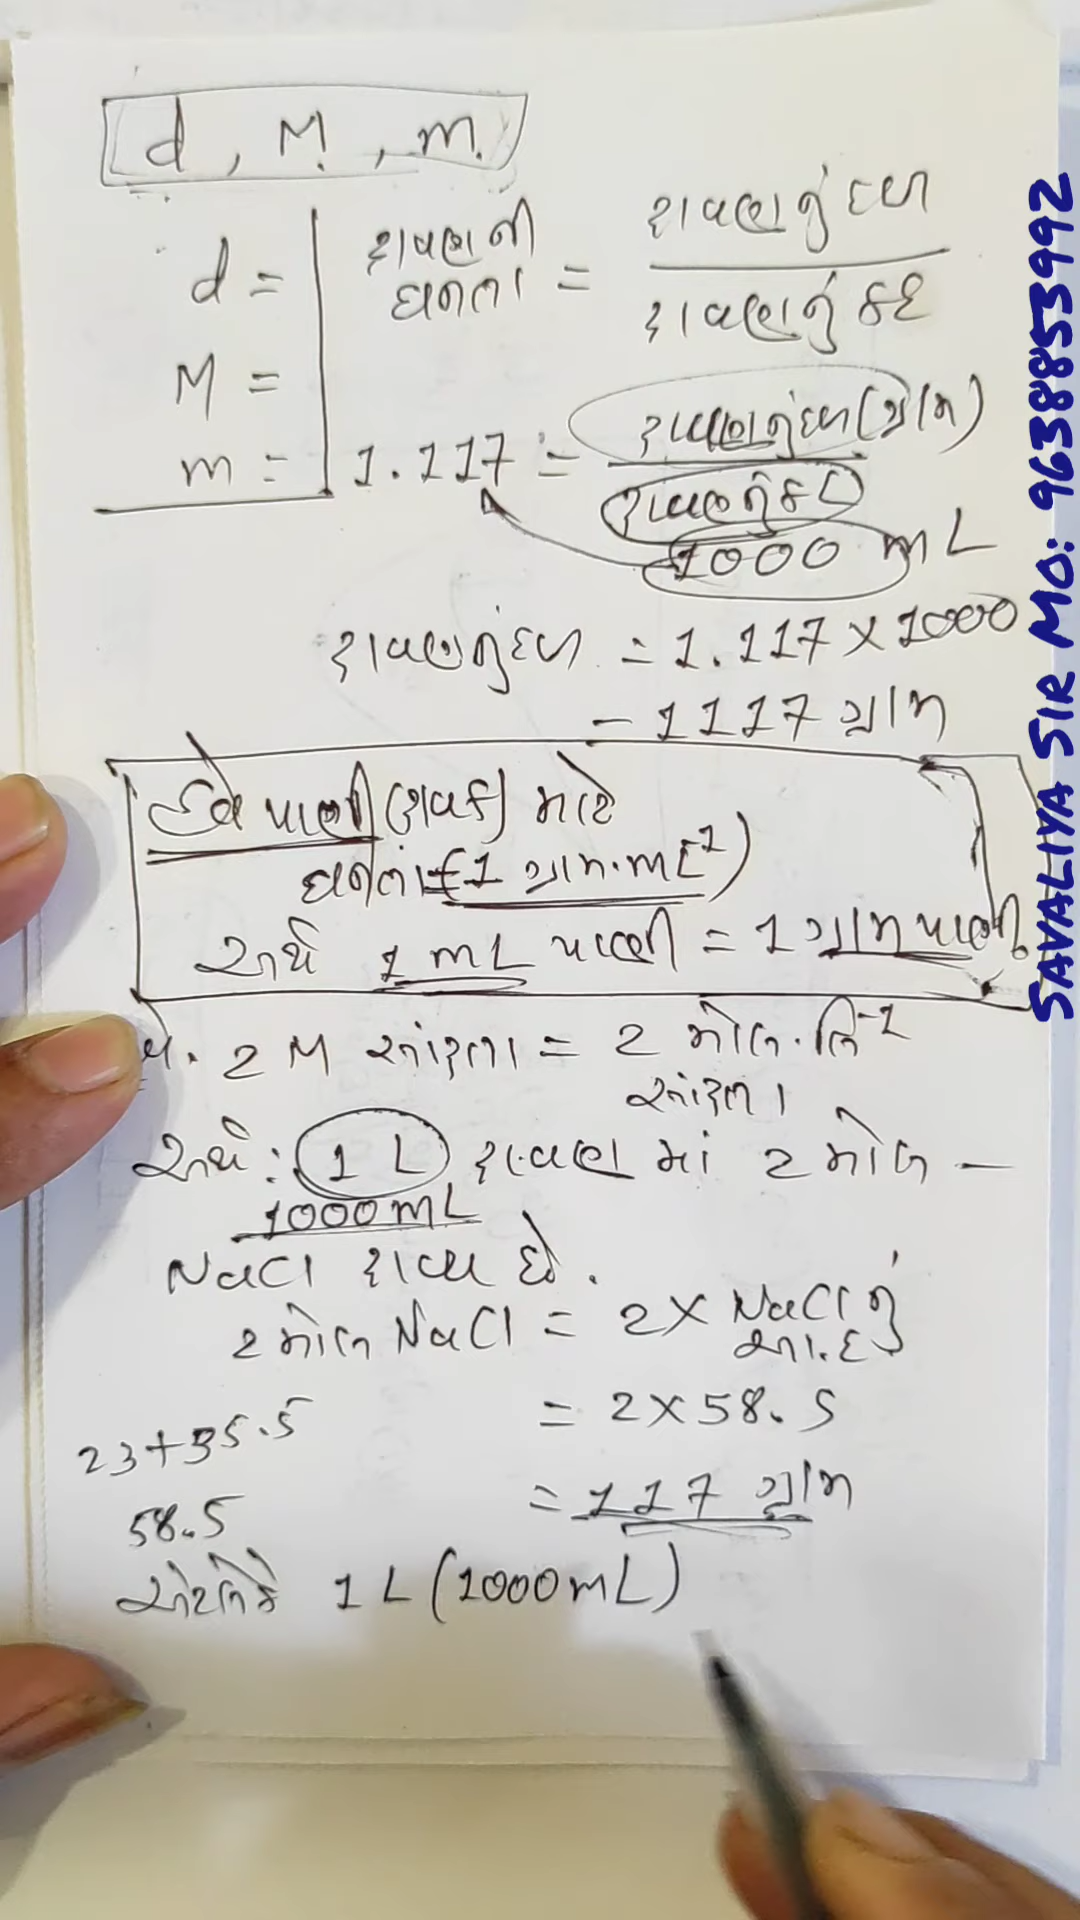 d, M, m
d =
દ્રાવણની ઘનતા = દ્રાવણનું દળ / દ્રાવણનું કદ
M =
m =
1.117 = દ્રાવણનું દળ (ગ્રામ) / દ્રાવણનું કદ
1000 mL
દ્રાવણનું દળ = 1.117 × 1000
= 1117 ગ્રામ
હવે પાણી (દ્રાવક) માટે
ઘનતા = (1 ગ્રામ.mL⁻¹)
અર્થ 1 mL પાણી = 1 ગ્રામ પાણી
2 M સાંદ્રતા = 2 મોલ.લિ⁻¹
સાંદ્રતા
અર્થ: 1 L દ્રાવણ માં 2 મોલ –
1000 mL
NaCl દ્રાવ્ય છે.
2 મોલ NaCl = 2 × NaCl નું
આ.દ
23+35.5
= 2 × 58.5
58.5
= 117 ગ્રામ
એટલેકે 1 L (1000 mL)
SAVALIYA SIR MO: 9638853992